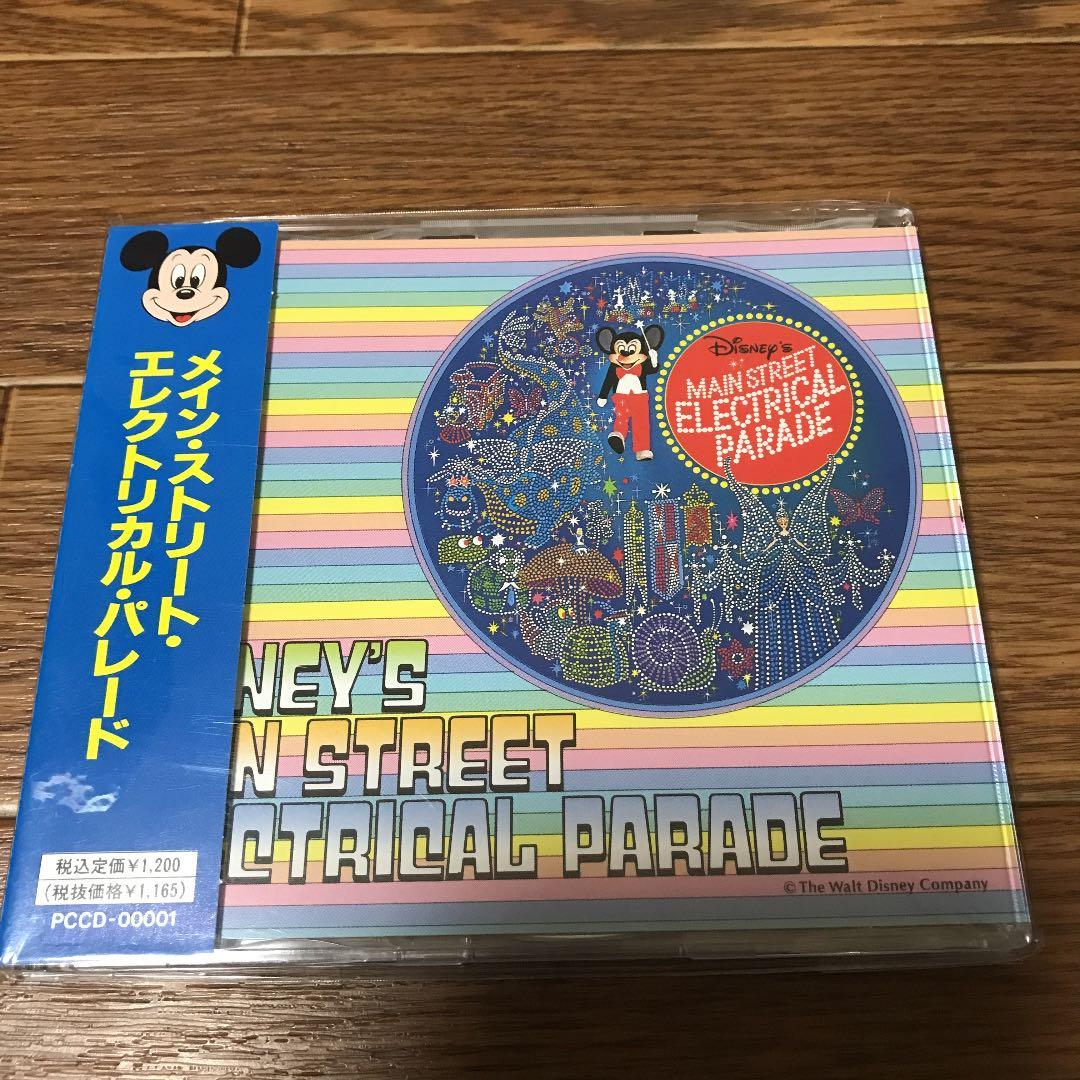 メイン・ストリート・
エレクトリカル・パレード
税込定価¥1,200
(税抜価格¥1,165)
PCCD-00001
DISNEY'S
MAIN STREET
ELECTRICAL
PARADE
NEY'S
N STREET
CTRICAL PARADE
© The Walt Disney Company